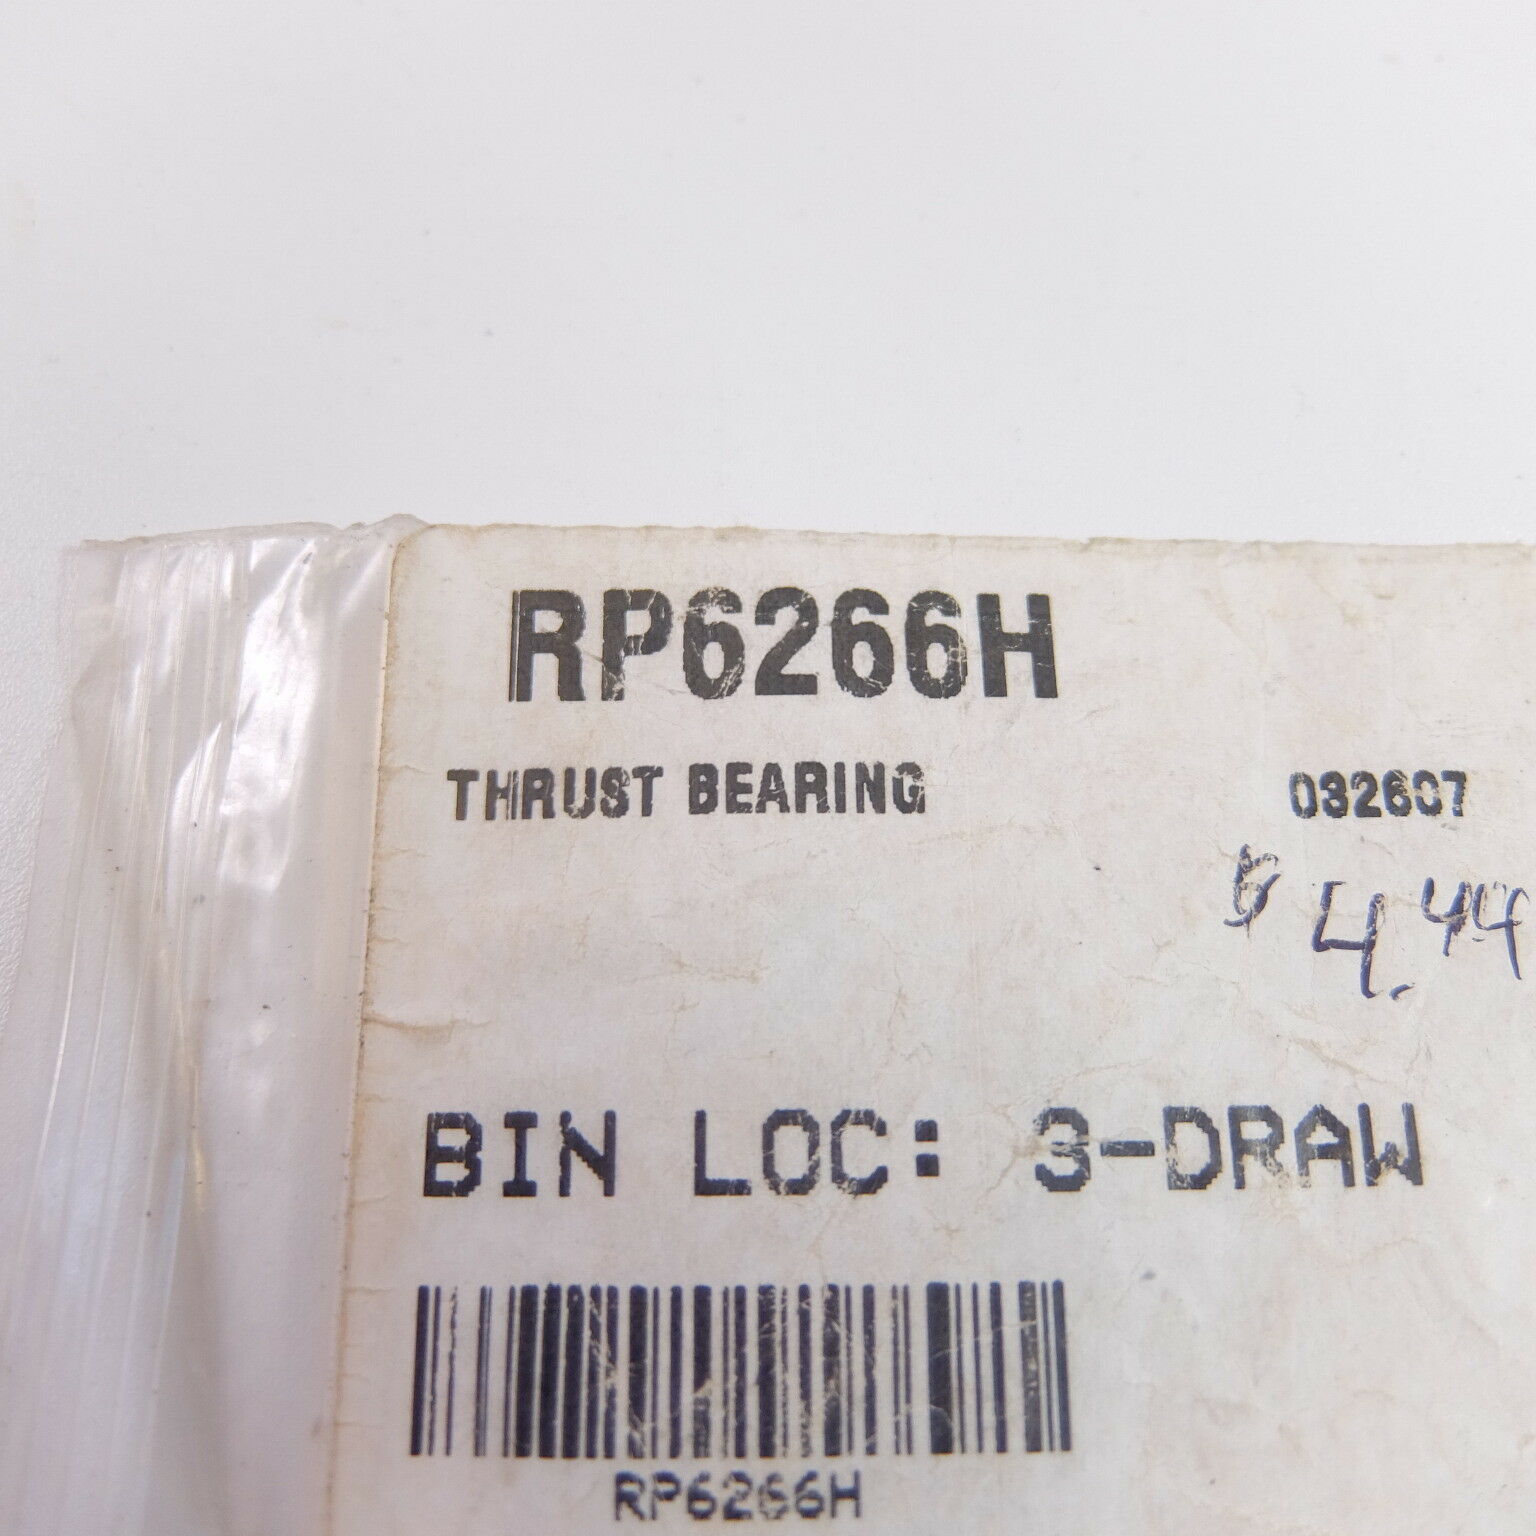 RP6266H
THRUST BEARING 032607
$ 4.44
BIN LOC: 3-DRAW
RP6266H